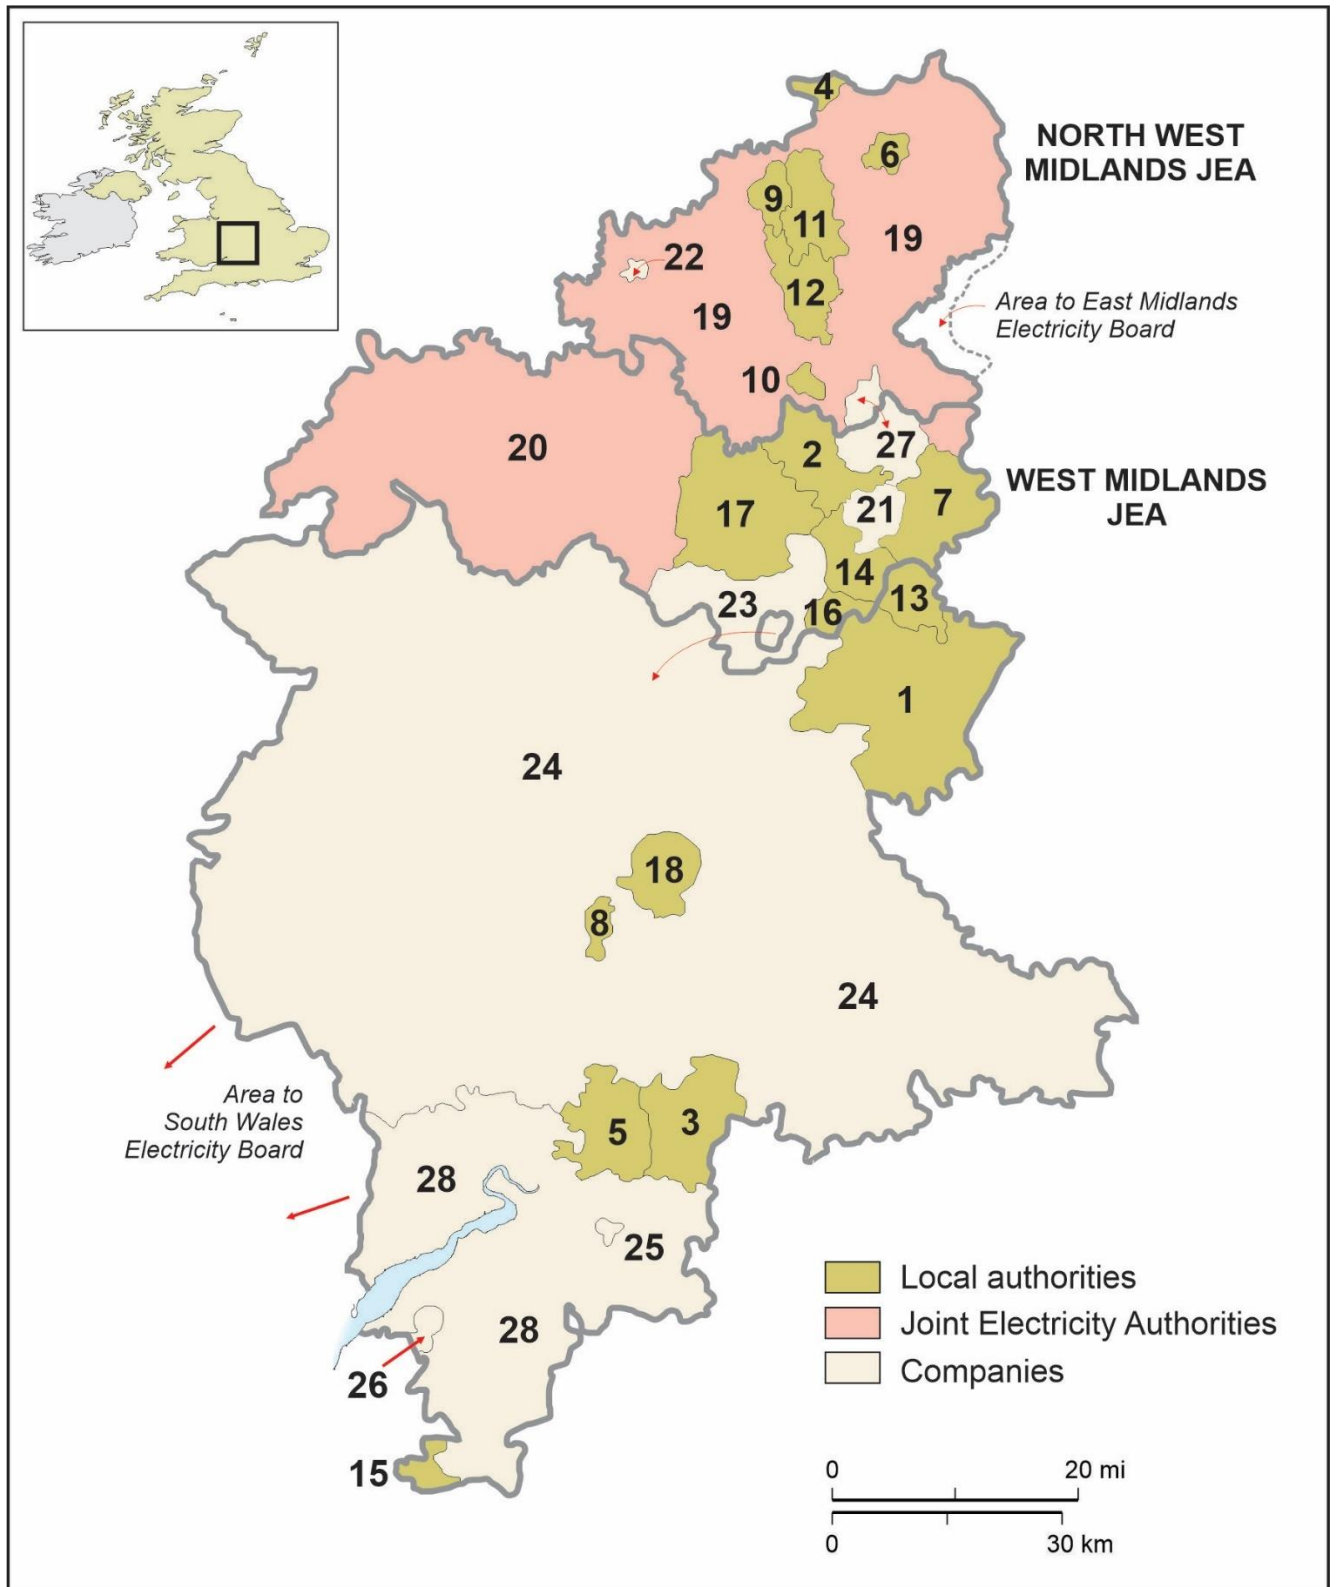 4
NORTH WEST
MIDLANDS JEA
6
9
11
19
22
12
19
Area to East Midlands
Electricity Board
10
20
2
27
WEST MIDLANDS
JEA
17
21
7
14
23
16
13
1
24
18
8
24
Area to
South Wales
Electricity Board
5
3
28
25
Local authorities
28
Joint Electricity Authorities
26
Companies
15
0
20 mi
0
30 km